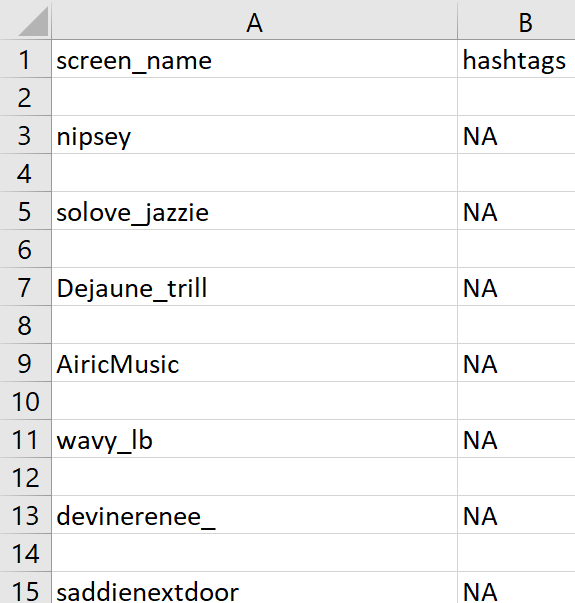 A B
1 screen_name hashtags
2
3 nipsey NA
4
5 solove_jazzie NA
6
7 Dejaune_trill NA
8
9 AiricMusic NA
10
11 wavy_lb NA
12
13 devinerenee_ NA
14
15 saddienextdoor NA